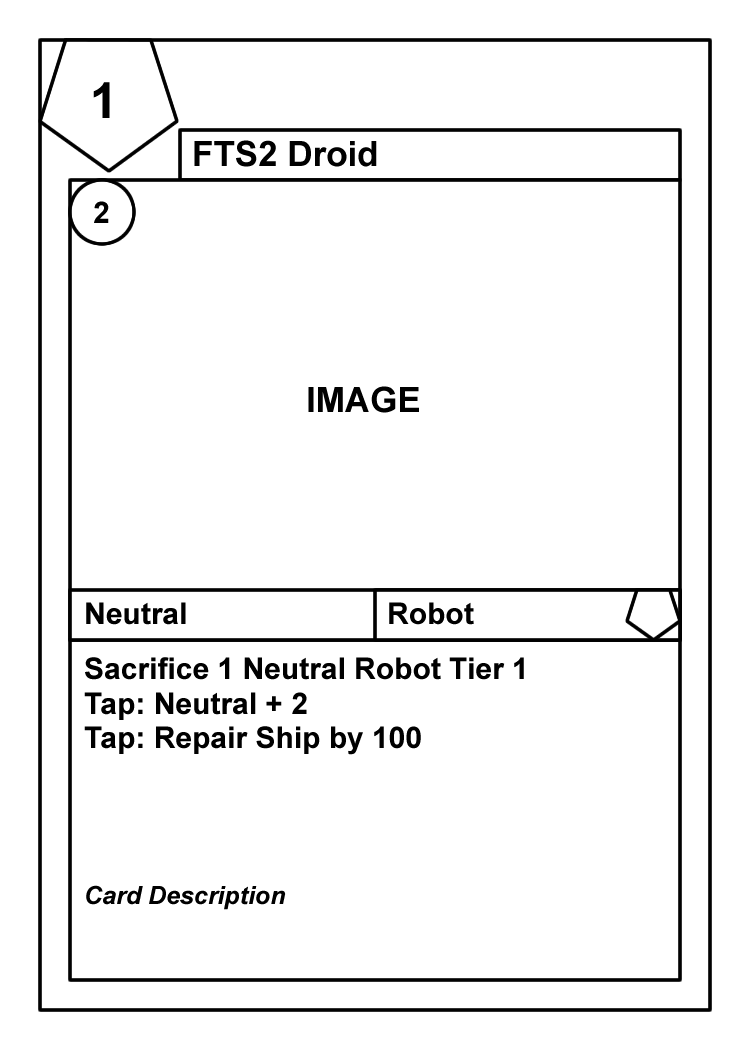 1
FTS2 Droid
2
IMAGE
Neutral
Robot
Sacrifice 1 Neutral Robot Tier 1
Tap: Neutral + 2
Tap: Repair Ship by 100
Card Description